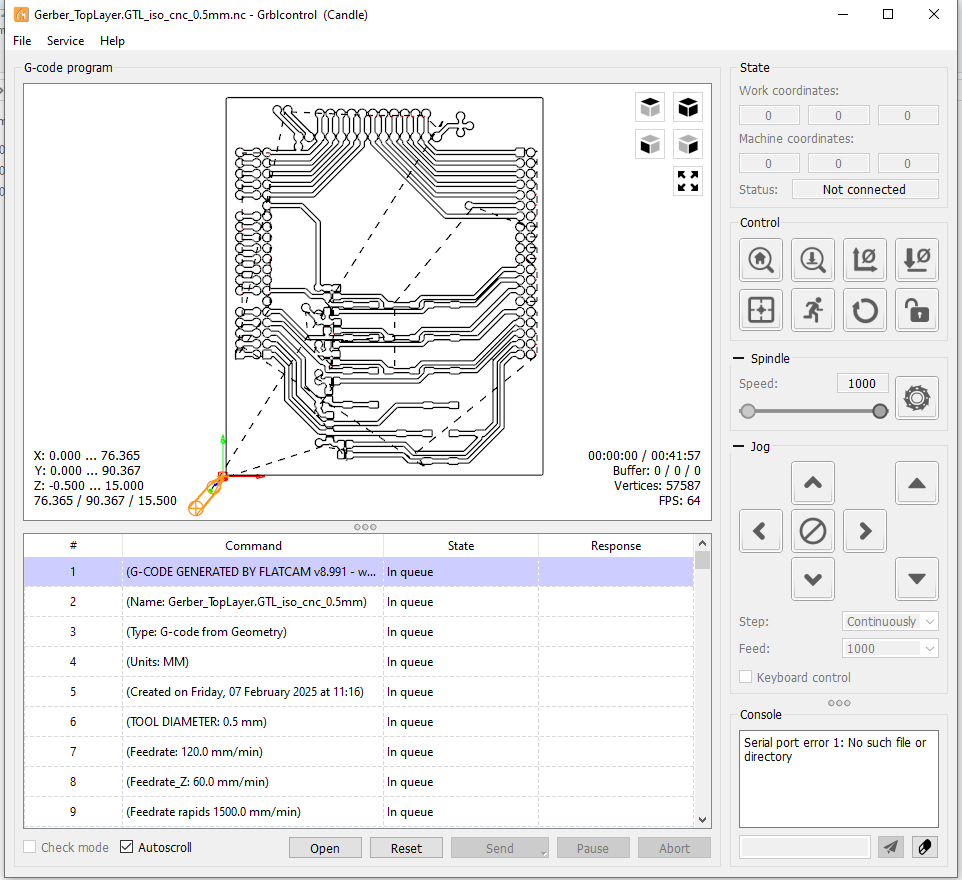 Gerber_TopLayer.GTL_iso_cnc_0.5mm.nc - Grblcontrol (Candle)
File Service Help
G-code program
X: 0.000 ... 76.365
Y: 0.000 ... 90.367
Z: -0.500 ... 15.000
76.365 / 90.367 / 15.500
00:00:00 / 00:41:57
Buffer: 0 / 0 / 0
Vertices: 57587
FPS: 64
# Command State Response
1 (G-CODE GENERATED BY FLATCAM v8.991 - w... In queue
2 (Name: Gerber_TopLayer.GTL_iso_cnc_0.5mm) In queue
3 (Type: G-code from Geometry) In queue
4 (Units: MM) In queue
5 (Created on Friday, 07 February 2025 at 11:16) In queue
6 (TOOL DIAMETER: 0.5 mm) In queue
7 (Feedrate: 120.0 mm/min) In queue
8 (Feedrate_Z: 60.0 mm/min) In queue
9 (Feedrate rapids 1500.0 mm/min) In queue
Check mode Autoscroll Open Reset Send Pause Abort
State
Work coordinates:
0 0 0
Machine coordinates:
0 0 0
Status: Not connected
Control
Spindle
Speed: 1000
Jog
Step: Continuously
Feed: 1000
Keyboard control
Console
Serial port error 1: No such file or
directory